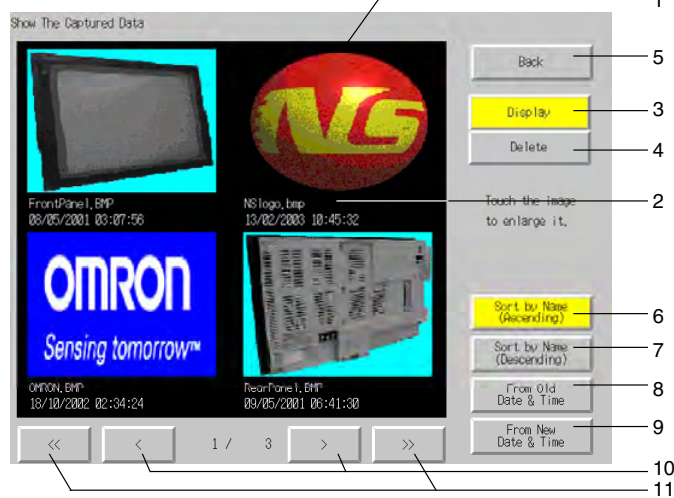 1
Show The Captured Data
Back
5
Display
3
Delete
4
NS
FrontPanel.BMP
08/05/2001 03:07:56
NSlogo.bmp
13/02/2003 10:45:32
2
Touch the image
to enlarge it.
OMRON
Sensing tomorrow™
OMRON.BMP
18/10/2002 02:34:24
RearPanel.BMP
09/05/2001 06:41:30
Sort by Name
(Ascending)
6
Sort by Name
(Descending)
7
From Old
Date & Time
8
From New
Date & Time
9
<< < 1 / 3 > >>
10
11